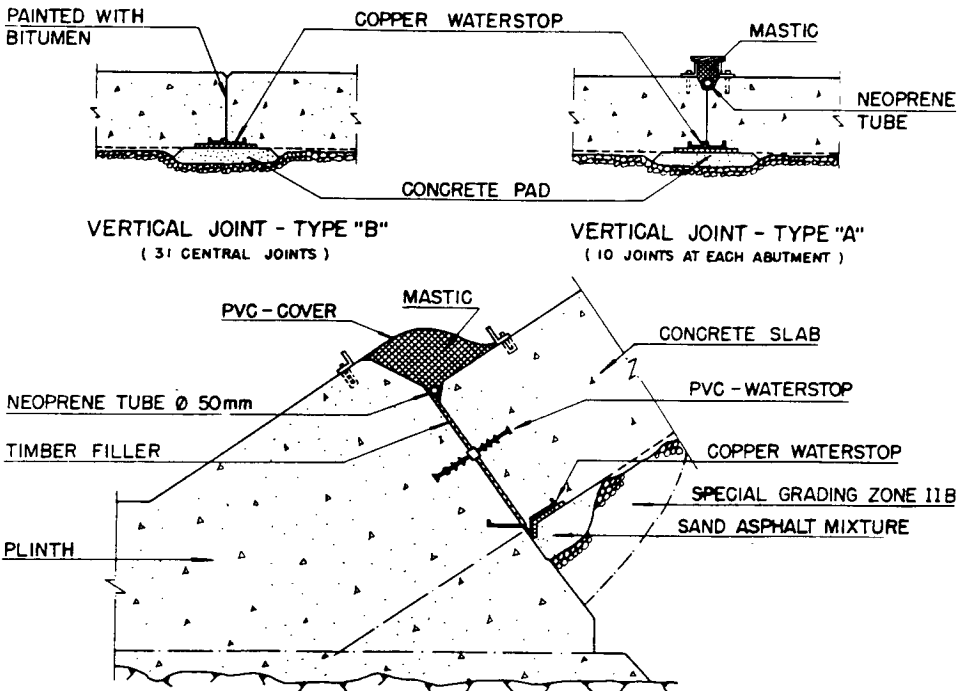 PAINTED WITH
BITUMEN
COPPER WATERSTOP
MASTIC
NEOPRENE
TUBE
CONCRETE PAD
VERTICAL JOINT - TYPE "B"
( 31 CENTRAL JOINTS )
VERTICAL JOINT - TYPE "A"
( 10 JOINTS AT EACH ABUTMENT )
MASTIC
PVC-COVER
CONCRETE SLAB
PVC-WATERSTOP
NEOPRENE TUBE Ø 50mm
TIMBER FILLER
COPPER WATERSTOP
SPECIAL GRADING ZONE IIB
SAND ASPHALT MIXTURE
PLINTH